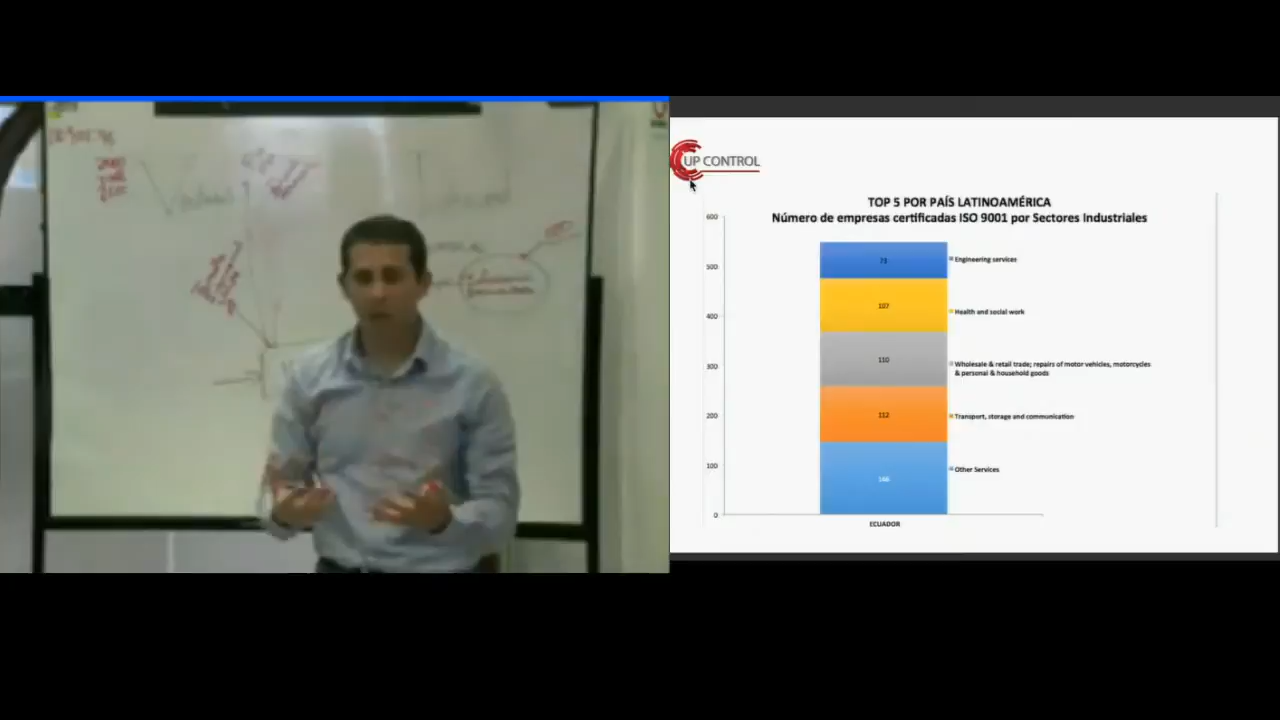 UP CONTROL
TOP 5 POR PAÍS LATINOAMÉRICA
Número de empresas certificadas ISO 9001 por Sectores Industriales
600
500
400
300
200
100
0
73
107
110
112
146
Engineering services
Health and social work
Wholesale & retail trade; repairs of motor vehicles, motorcycles
& personal & household goods
Transport, storage and communication
Other Services
ECUADOR